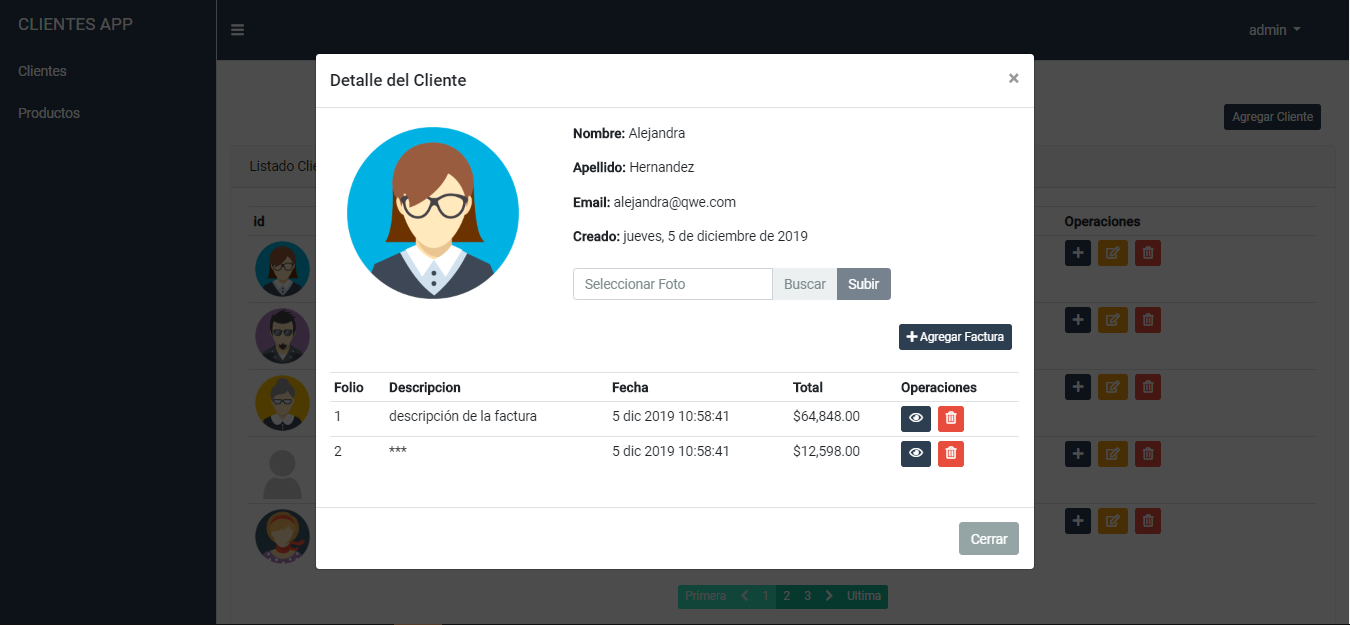 CLIENTES APP
admin
Clientes
Productos
Agregar Cliente
Listado Clie
id
Operaciones
Detalle del Cliente
×
Nombre: Alejandra
Apellido: Hernandez
Email: alejandra@qwe.com
Creado: jueves, 5 de diciembre de 2019
Seleccionar Foto Buscar Subir
Agregar Factura
Folio Descripcion Fecha Total Operaciones
1 descripción de la factura 5 dic 2019 10:58:41 $64,848.00
2 *** 5 dic 2019 10:58:41 $12,598.00
Cerrar
Primera 1 2 3 Ultima